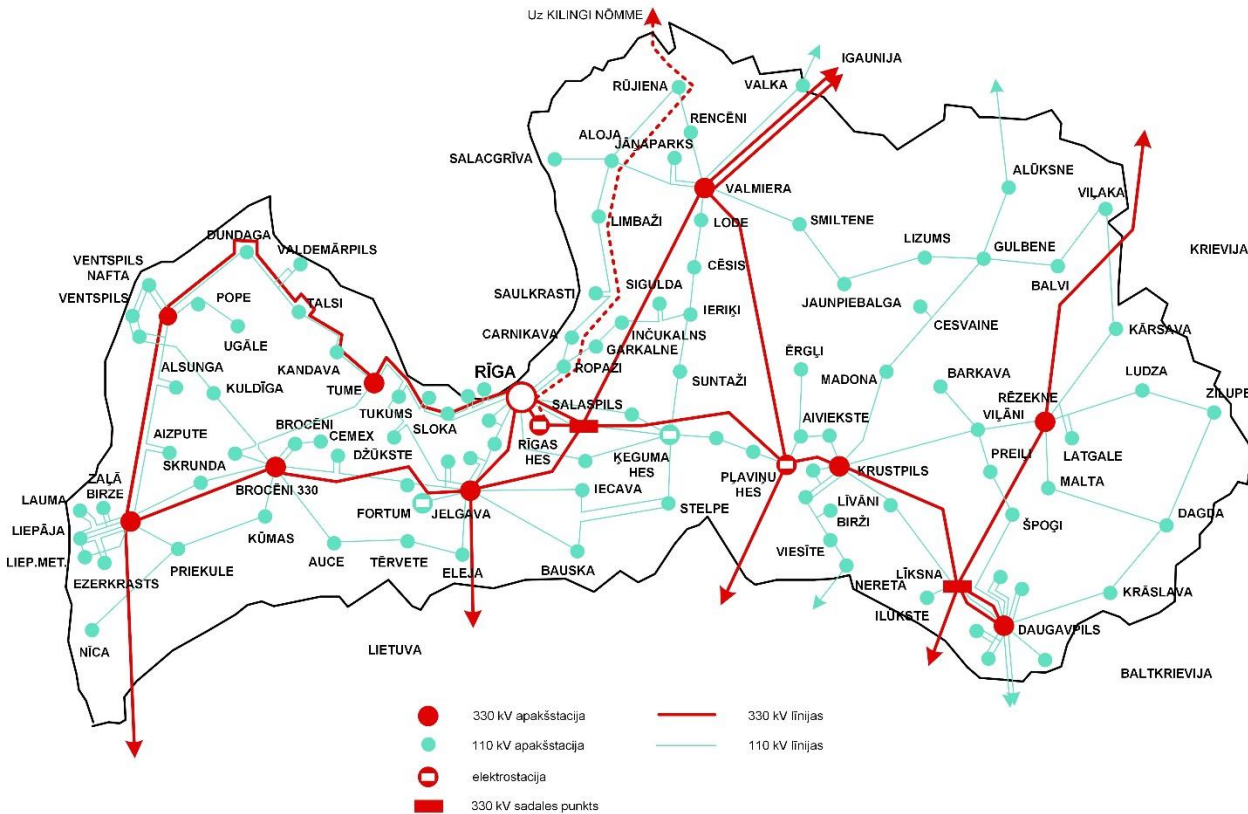 Uz KILINGI NÕMME
IGAUNIJA
RŪJIENA
VALKA
RENCĒNI
ALOJA
JĀŅAPARKS
SALACGRĪVA
ALŪKSNE
VALMIERA
VIĻAKA
LIMBAŽI
LODE
SMILTENE
DUNDAGA
VALDEMĀRPILS
LIZUMS
GULBENE
KRIEVIJA
VENTSPILS
NAFTA
CĒSIS
BALVI
VENTSPILS
POPE
TALSI
SAULKRASTI
SIGULDA
JAUNPIEBALGA
IERIĶI
CESVAINE
KĀRSAVA
UGĀLE
CARNIKAVA
INČUKALNS
GARKALNE
ĒRGĻI
ALSUNGA
KANDAVA
RĪGA
ROPAŽI
MADONA
BARKAVA
LUDZA
KULDĪGA
TUME
SUNTAŽI
RĒZEKNE
ZILUPE
TUKUMS
SALASPILS
AIVIEKSTE
VIĻĀNI
BROCĒNI
SLOKA
AIZPUTE
CEMEX
RĪGAS
HES
PREIĻI
LATGALE
SKRUNDA
DŽŪKSTE
ĶEGUMA
HES
PĻAVIŅU
HES
KRUSTPILS
MALTA
ZAĻĀ
BIRZE
BROCĒNI 330
LAUMA
IECAVA
LĪVĀNI
FORTUM
JELGAVA
STELPE
BIRŽI
ŠPOĢI
DAGDA
LIEPĀJA
KŪMAS
VIESĪTE
LIEP.MET.
PRIEKULE
AUCE
TĒRVETE
ELEJA
BAUSKA
EZERKRASTS
NERETA
LĪKSNA
KRĀSLAVA
ILŪKSTE
DAUGAVPILS
NĪCA
LIETUVA
BALTKRIEVIJA
330 kV apakšstacija
330 kV līnijas
110 kV apakšstacija
110 kV līnijas
elektrostacija
330 kV sadales punkts